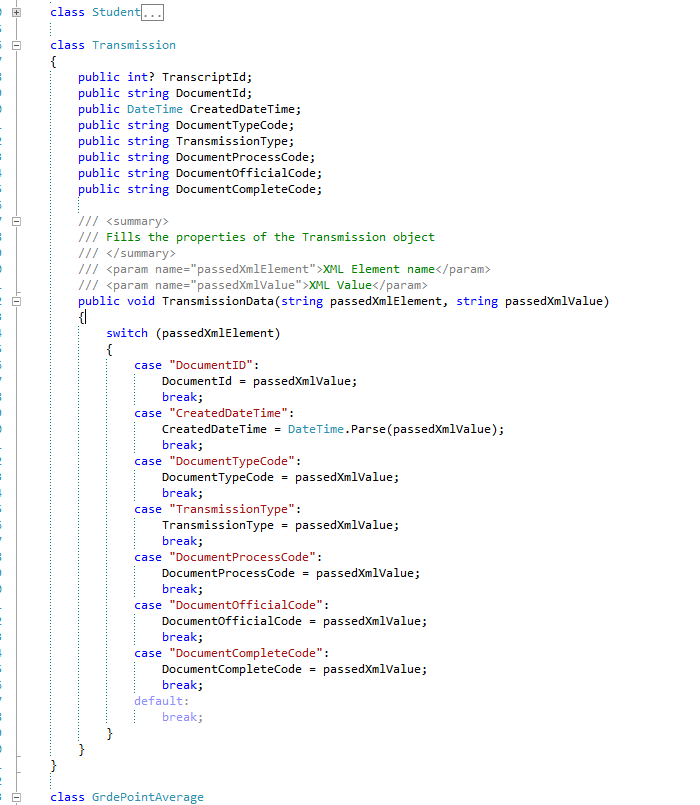 class Student...
class Transmission
{
    public int? TranscriptId;
    public string DocumentId;
    public DateTime CreatedDateTime;
    public string DocumentTypeCode;
    public string TransmissionType;
    public string DocumentProcessCode;
    public string DocumentOfficialCode;
    public string DocumentCompleteCode;
    /// <summary>
    /// Fills the properties of the Transmission object
    /// </summary>
    /// <param name="passedXmlElement">XML Element name</param>
    /// <param name="passedXmlValue">XML Value</param>
    public void TransmissionData(string passedXmlElement, string passedXmlValue)
    {
        switch (passedXmlElement)
        {
            case "DocumentID":
                DocumentId = passedXmlValue;
                break;
            case "CreatedDateTime":
                CreatedDateTime = DateTime.Parse(passedXmlValue);
                break;
            case "DocumentTypeCode":
                DocumentTypeCode = passedXmlValue;
                break;
            case "TransmissionType":
                TransmissionType = passedXmlValue;
                break;
            case "DocumentProcessCode":
                DocumentProcessCode = passedXmlValue;
                break;
            case "DocumentOfficialCode":
                DocumentOfficialCode = passedXmlValue;
                break;
            case "DocumentCompleteCode":
                DocumentCompleteCode = passedXmlValue;
                break;
            default:
                break;
        }
    }
}
class GrdePointAverage